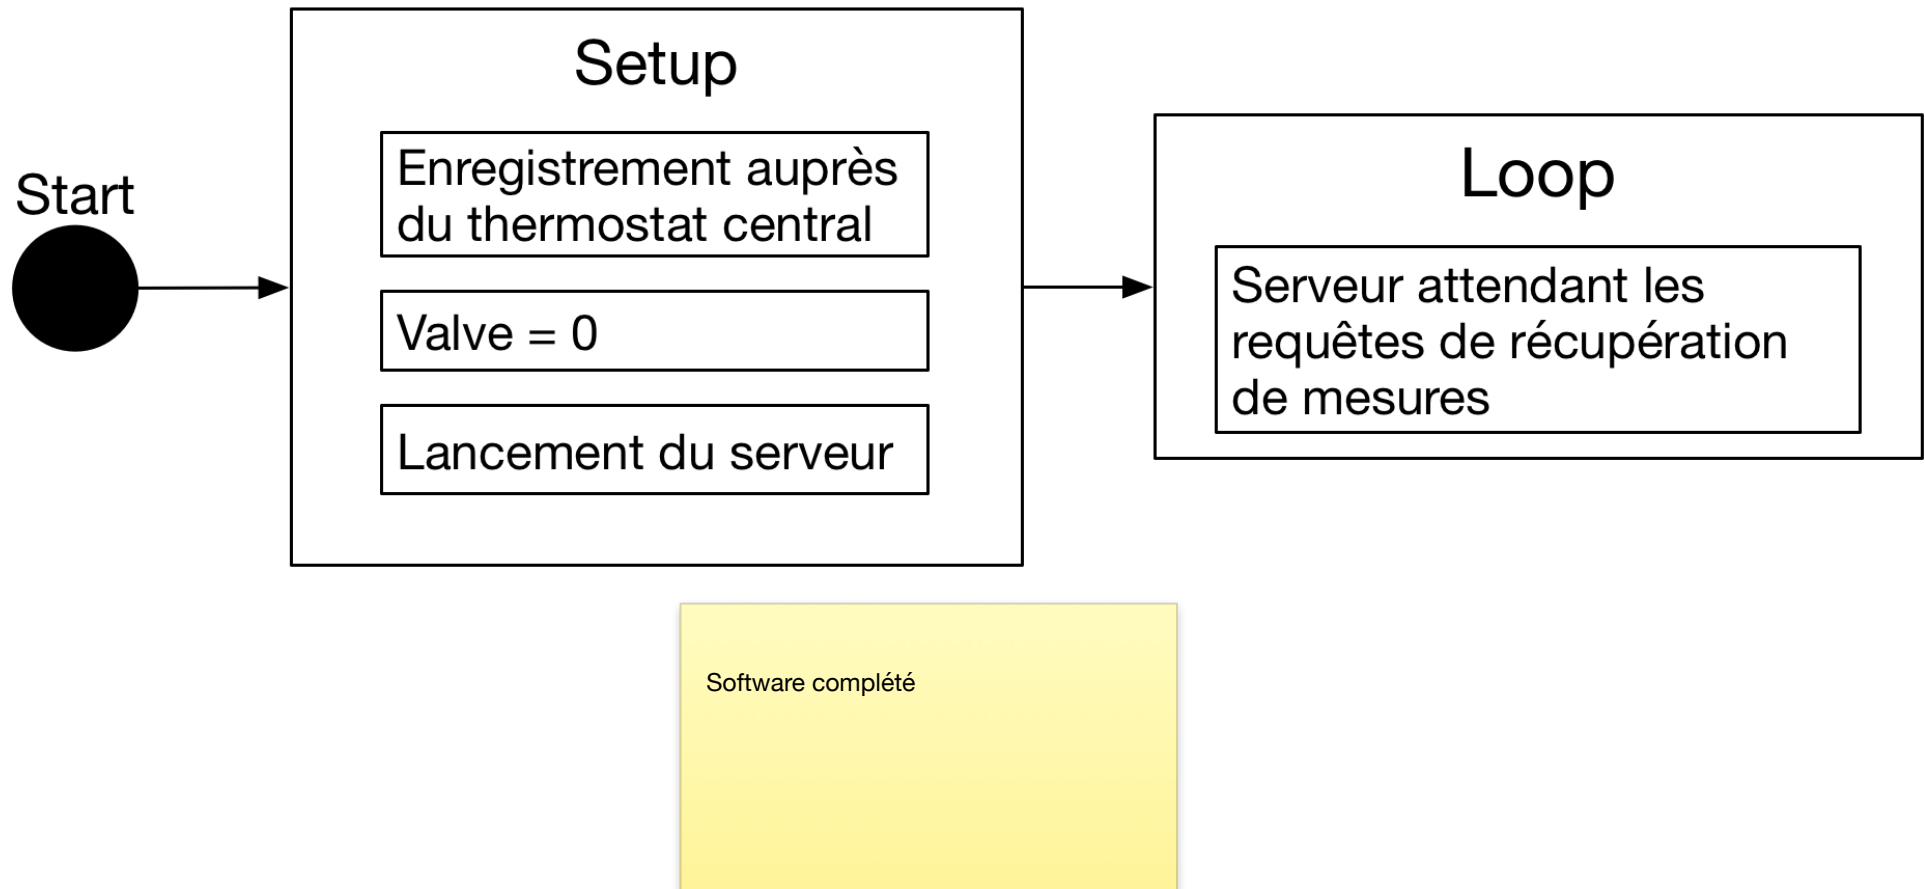 Start
Setup
Enregistrement auprès
du thermostat central
Valve = 0
Lancement du serveur
Loop
Serveur attendant les
requêtes de récupération
de mesures
Software complété